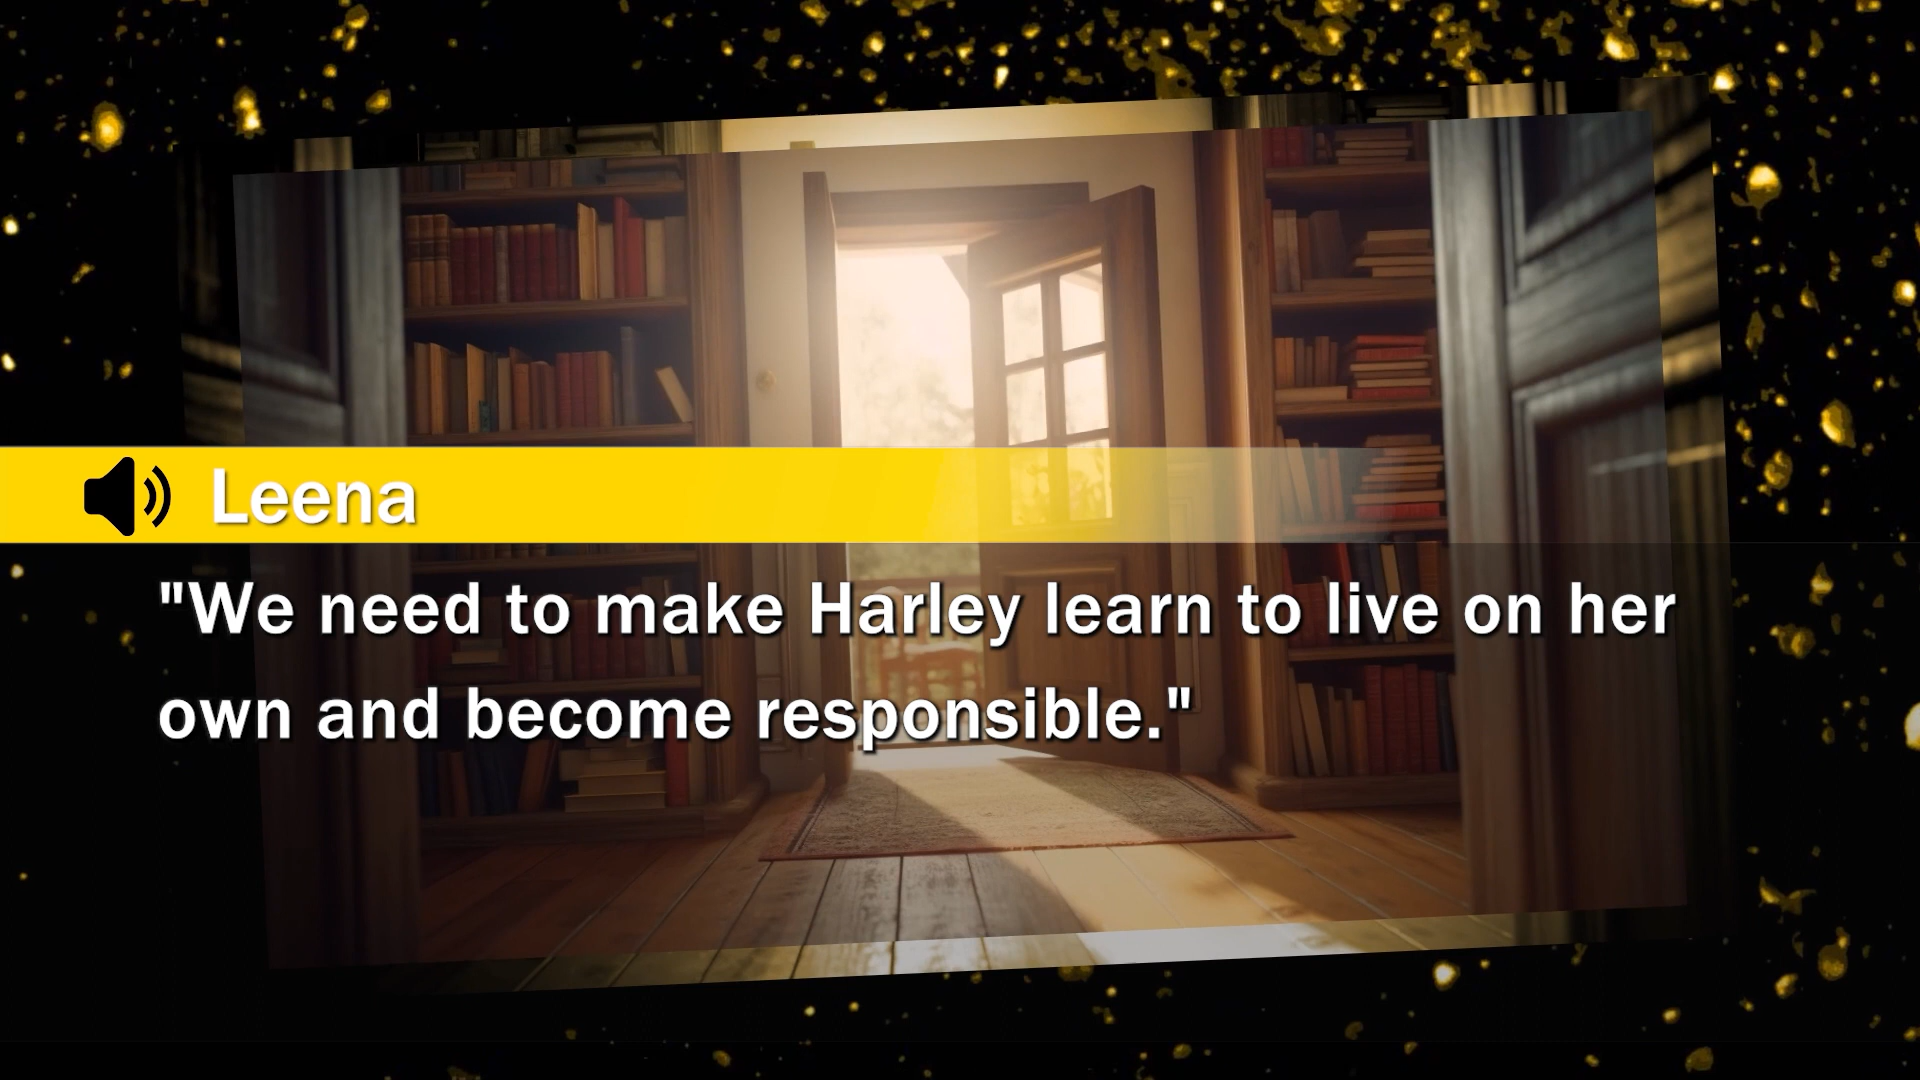 Leena
"We need to make Harley learn to live on her
own and become responsible."